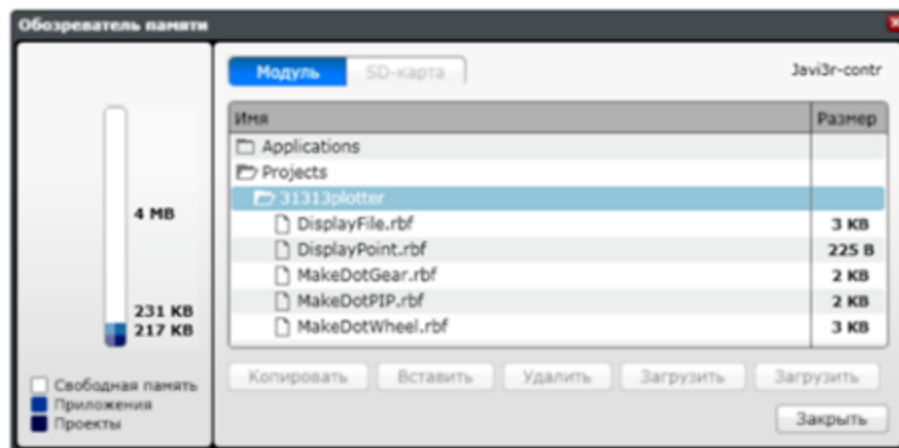 Обозреватель памяти
Модуль SD-карта Javi3r-contr
Имя Размер
Applications
Projects
31313plotter
DisplayFile.rbf 3 KB
DisplayPoint.rbf 225 B
MakeDotGear.rbf 2 KB
MakeDotPIP.rbf 2 KB
MakeDotWheel.rbf 3 KB
4 MB
231 KB
217 KB
Свободная память
Приложения
Проекты
Копировать Вставить Удалить Загрузить Загрузить
Закрыть